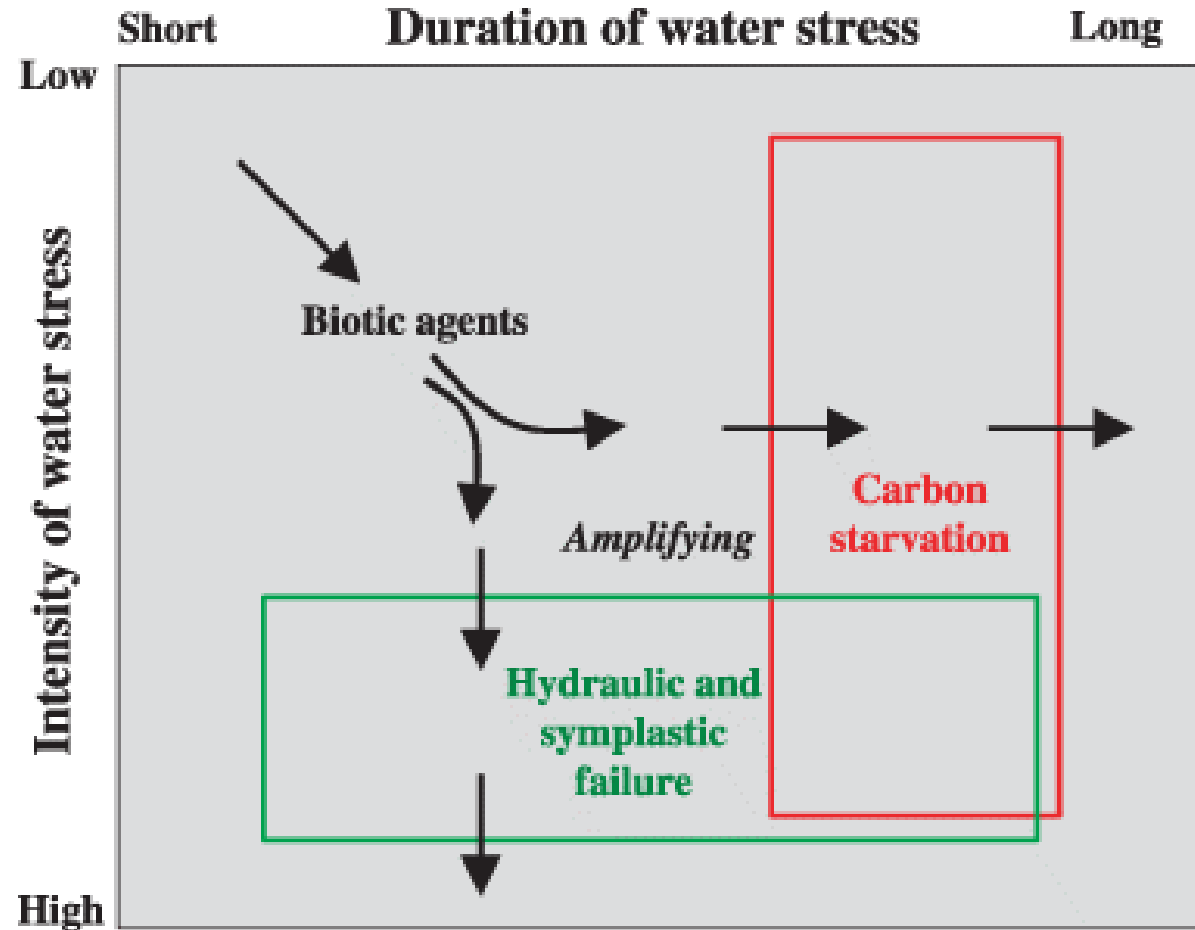 Short
Duration of water stress
Long
Low
Intensity of water stress
Biotic agents
Carbon
starvation
Amplifying
Hydraulic and
symplastic
failure
High